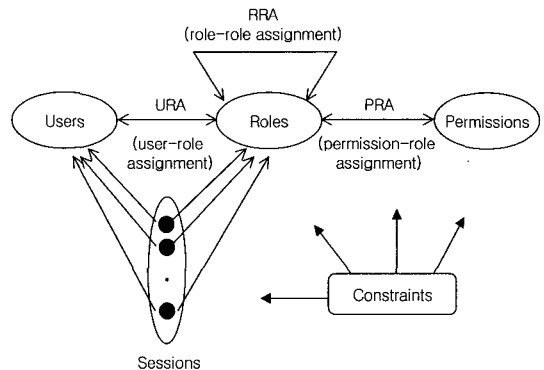 RRA
(role-role assignment)
Users
URA
Roles
PRA
Permissions
(user-role
assignment)
(permission-role
assignment)
Constraints
Sessions